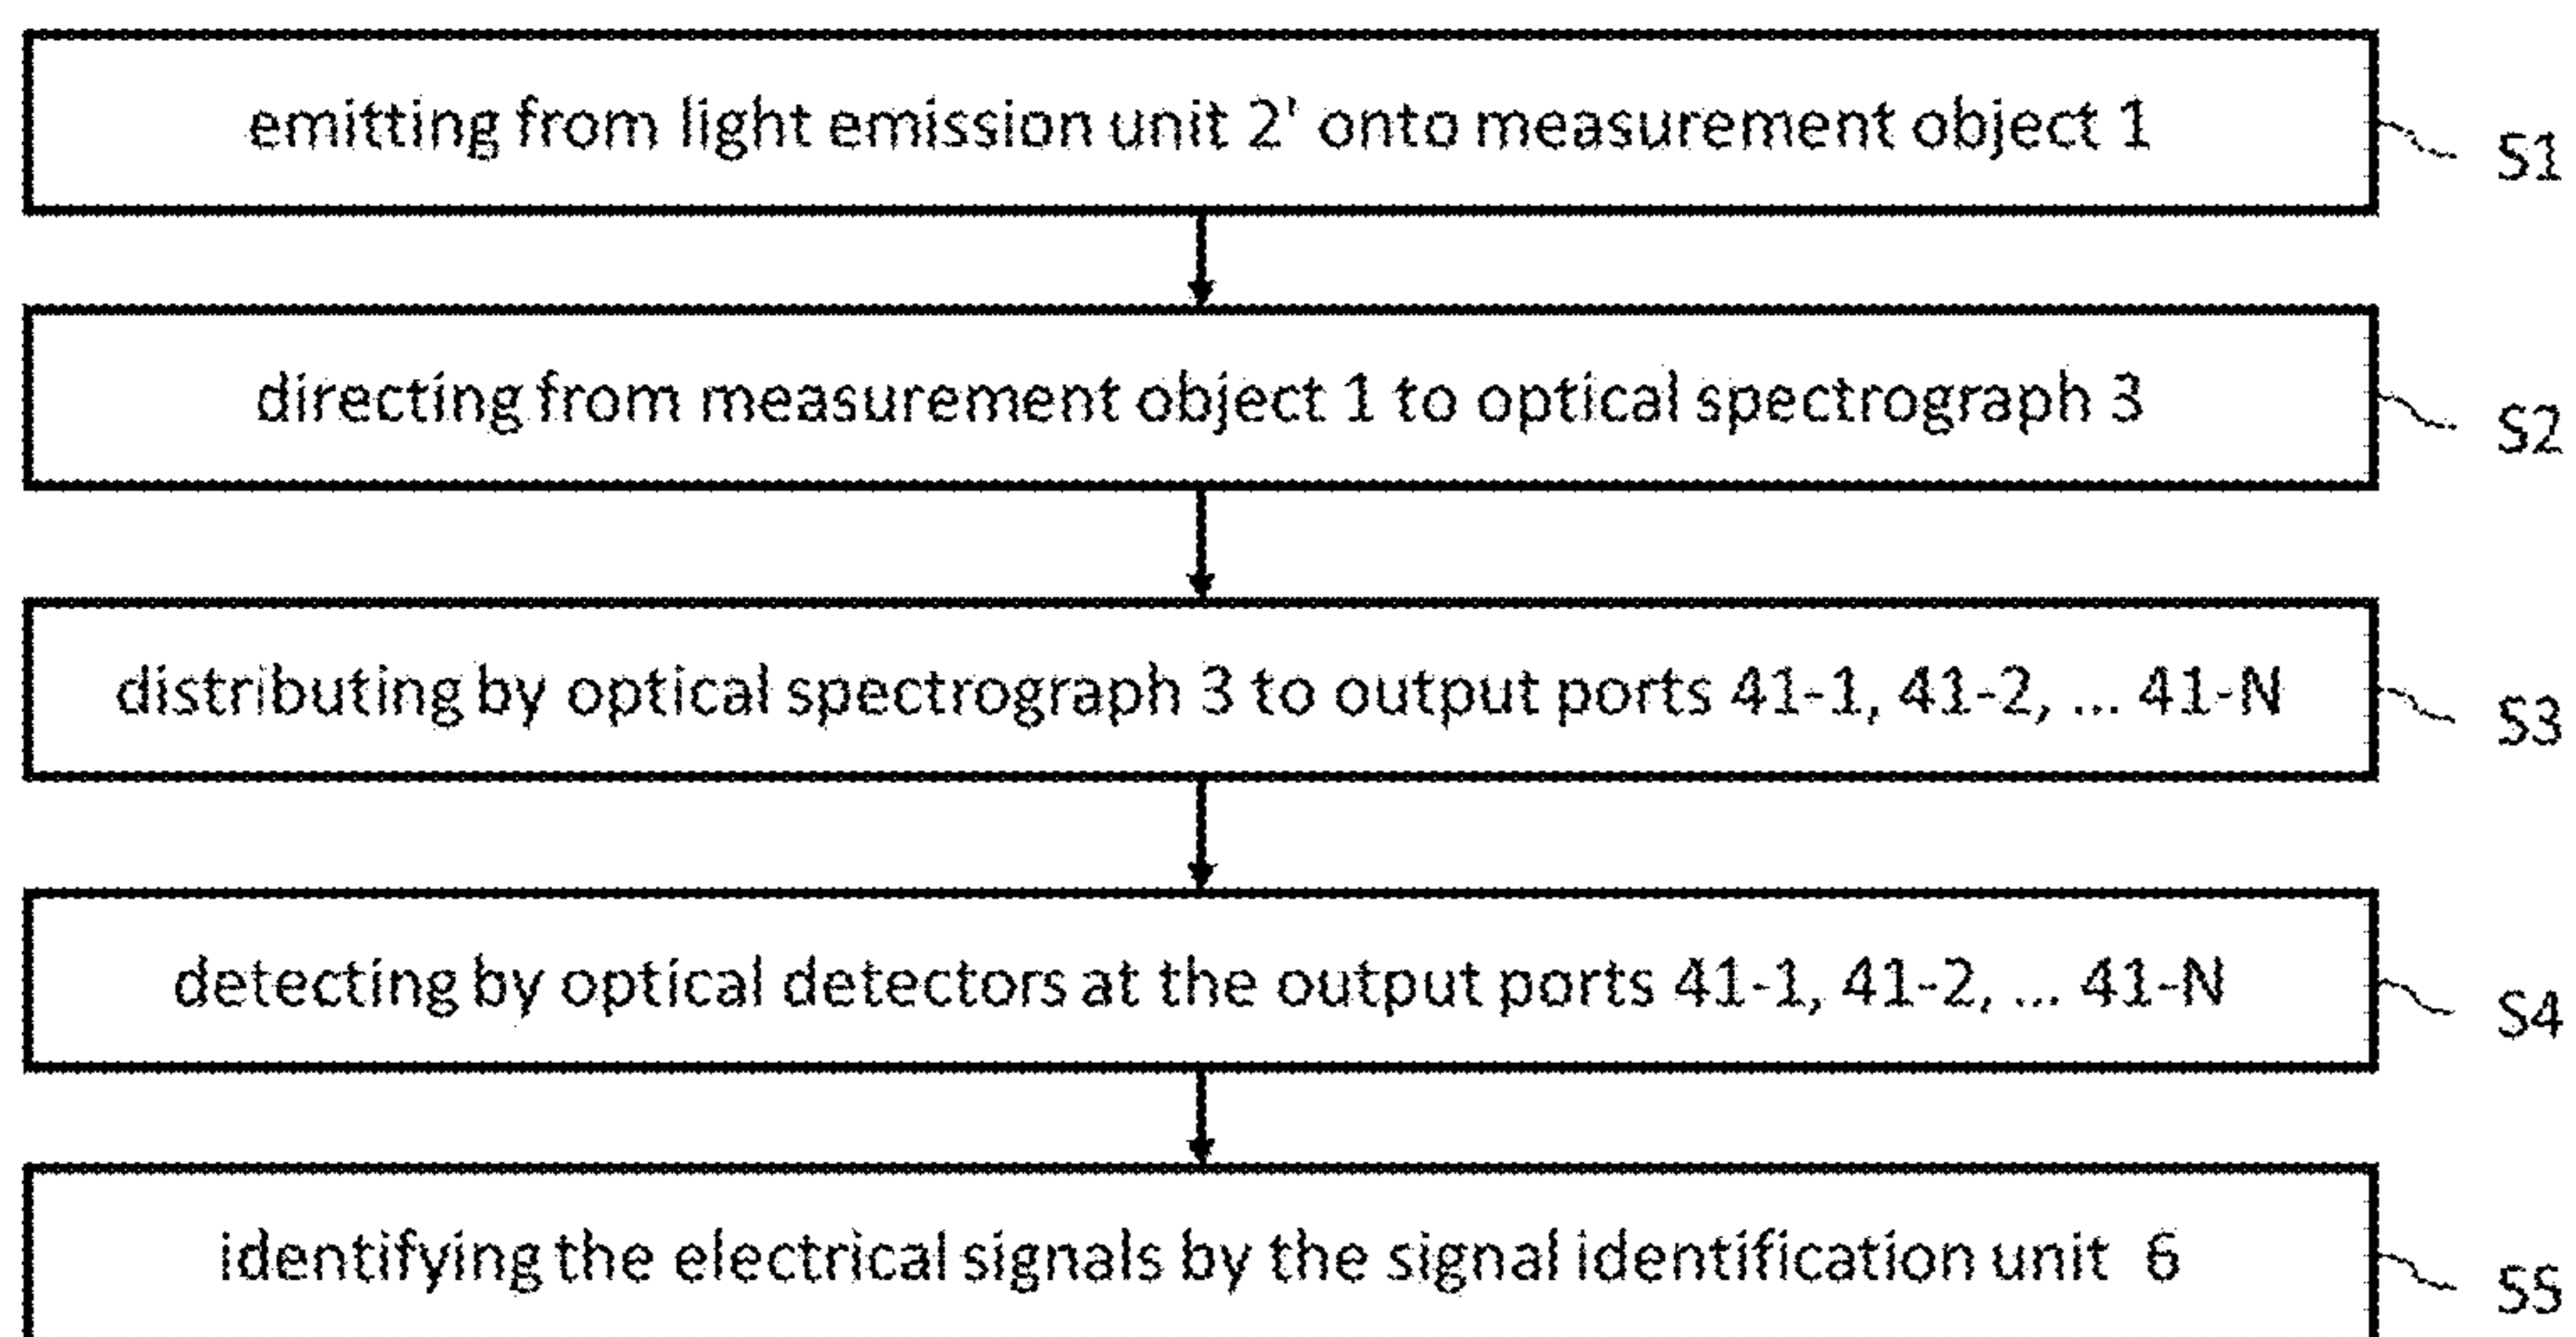 emitting from light emission unit 2' onto measurement object 1
S1
directing from measurement object 1 to optical spectrograph 3
S2
distributing by optical spectrograph 3 to output ports 41-1, 41-2, ... 41-N
S3
detecting by optical detectors at the output ports 41-1, 41-2, ... 41-N
S4
identifying the electrical signals by the signal identification unit 6
S5